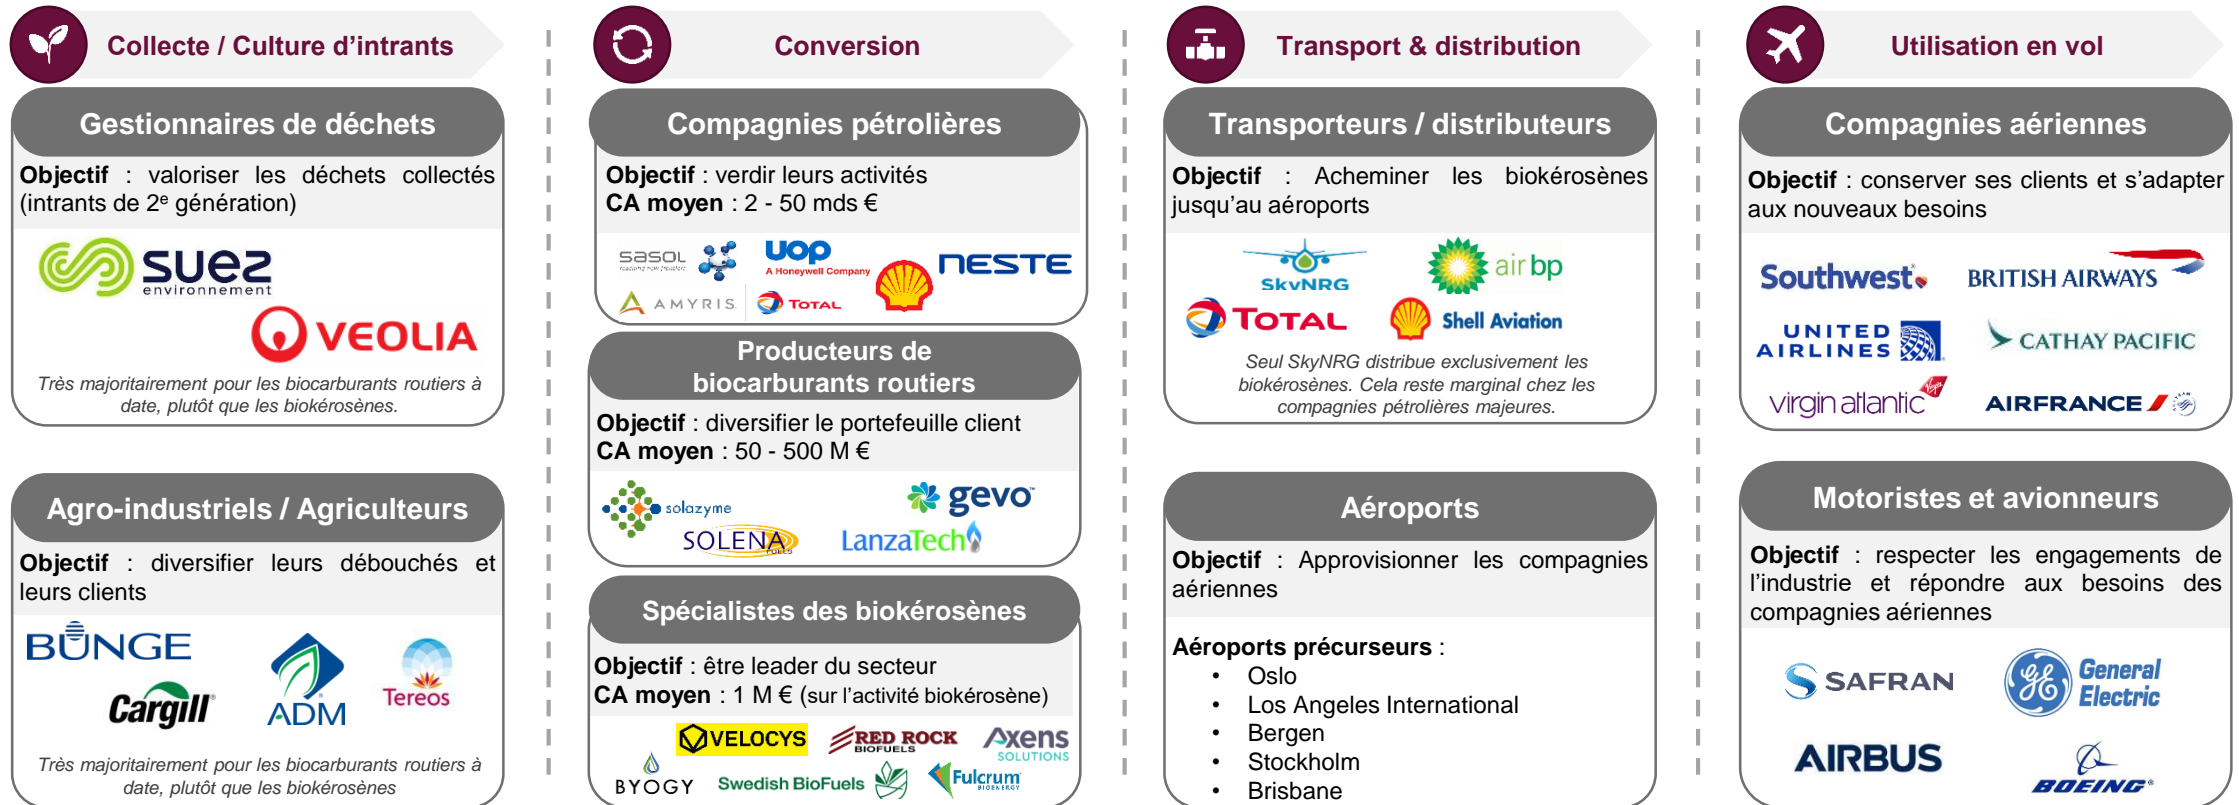 Collecte / Culture d'intrants
Gestionnaires de déchets
Objectif : valoriser les déchets collectés
(intrants de 2e génération)
suez
environnement
VEOLIA
Très majoritairement pour les biocarburants routiers à
date, plutôt que les biokérosènes.
Agro-industriels / Agriculteurs
Objectif : diversifier leurs débouchés et
leurs clients
BUNGE
Cargill
ADM
Tereos
Très majoritairement pour les biocarburants routiers à
date, plutôt que les biokérosènes
Conversion
Compagnies pétrolières
Objectif : verdir leurs activités
CA moyen : 2 - 50 mds €
sasol
reaching new frontiers
uop
A Honeywell Company
NESTE
AMYRIS
TOTAL
Producteurs de
biocarburants routiers
Objectif : diversifier le portefeuille client
CA moyen : 50 - 500 M €
solazyme
gevo
SOLENA
FUELS
LanzaTech
Spécialistes des biokérosènes
Objectif : être leader du secteur
CA moyen : 1 M € (sur l'activité biokérosène)
VELOCYS
RED ROCK
BIOFUELS
Axens
SOLUTIONS
BYOGY
Swedish BioFuels
Fulcrum
BIOENERGY
Transport & distribution
Transporteurs / distributeurs
Objectif : Acheminer les biokérosènes
jusqu'au aéroports
SkyNRG
air bp
TOTAL
Shell Aviation
Seul SkyNRG distribue exclusivement les
biokérosènes. Cela reste marginal chez les
compagnies pétrolières majeures.
Aéroports
Objectif : Approvisionner les compagnies
aériennes
Aéroports précurseurs :
• Oslo
• Los Angeles International
• Bergen
• Stockholm
• Brisbane
Utilisation en vol
Compagnies aériennes
Objectif : conserver ses clients et s'adapter
aux nouveaux besoins
Southwest
BRITISH AIRWAYS
UNITED
AIRLINES
CATHAY PACIFIC
virgin atlantic
AIRFRANCE
Motoristes et avionneurs
Objectif : respecter les engagements de
l'industrie et répondre aux besoins des
compagnies aériennes
SAFRAN
GE
General
Electric
AIRBUS
BOEING